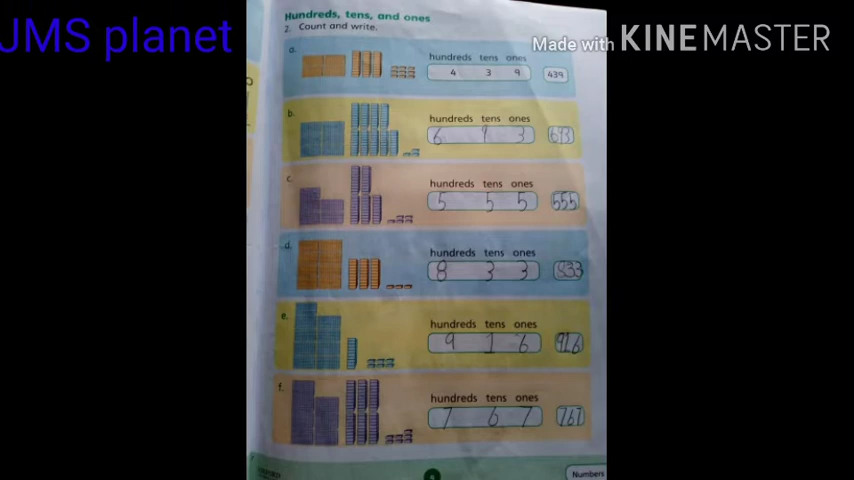 JMS planet
Made with KINEMASTER
Hundreds, tens, and ones
2. Count and write.
a.
hundreds tens ones
4 3 9 439
b.
hundreds tens ones
6 9 3 693
c.
hundreds tens ones
5 5 5 555
d.
hundreds tens ones
8 3 3 833
e.
hundreds tens ones
9 1 6 916
f.
hundreds tens ones
7 6 7 767
Numbers